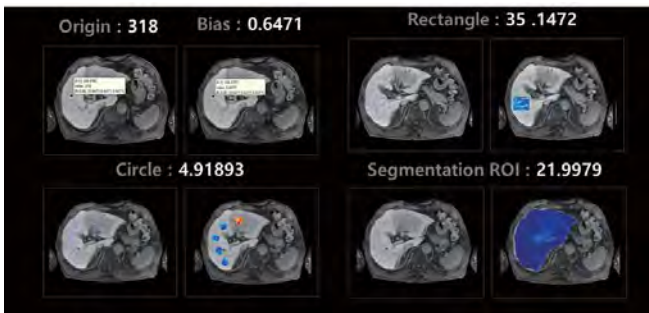 Origin : 318
Bias : 0.6471
Rectangle : 35 .1472
Circle : 4.91893
Segmentation ROI : 21.9979